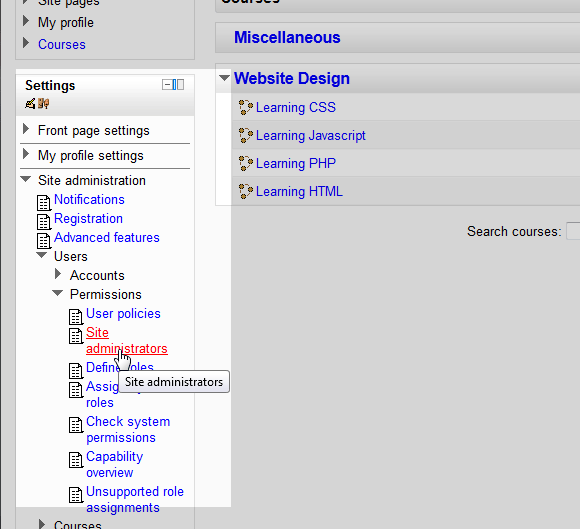 Site pages
My profile
Courses
Settings
Front page settings
My profile settings
Site administration
Notifications
Registration
Advanced features
Users
Accounts
Permissions
User policies
Site
administrators
Define roles
Site administrators
Assign
roles
Check system
permissions
Capability
overview
Unsupported role
assignments
Courses
Courses
Miscellaneous
Website Design
Learning CSS
Learning Javascript
Learning PHP
Learning HTML
Search courses: